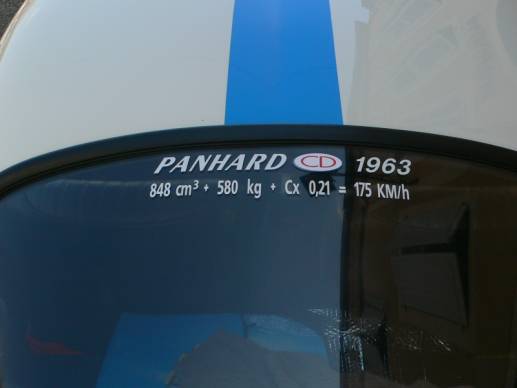 PANHARD CD 1963
848 cm³ + 580 kg + Cx 0,21 = 175 KM/h